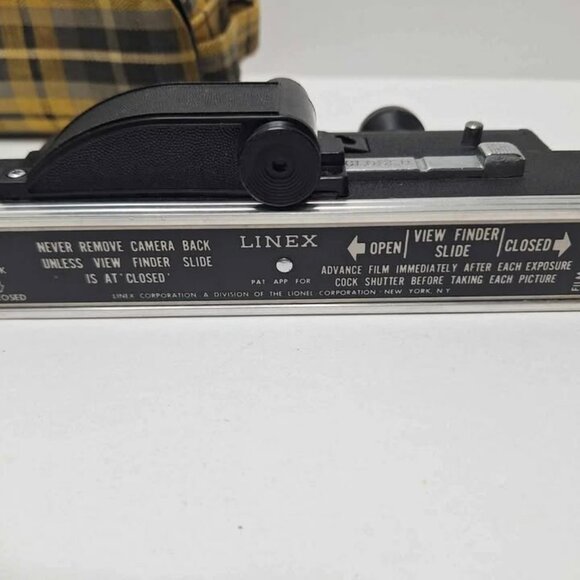 NEVER REMOVE CAMERA BACK
UNLESS VIEW FINDER SLIDE
IS AT 'CLOSED'
LINEX
PAT APP FOR
LINEX CORPORATION A DIVISION OF THE LIONEL CORPORATION - NEW YORK, N.Y.
OPEN
VIEW FINDER
SLIDE
CLOSED
ADVANCE FILM IMMEDIATELY AFTER EACH EXPOSURE
COCK SHUTTER BEFORE TAKING EACH PICTURE